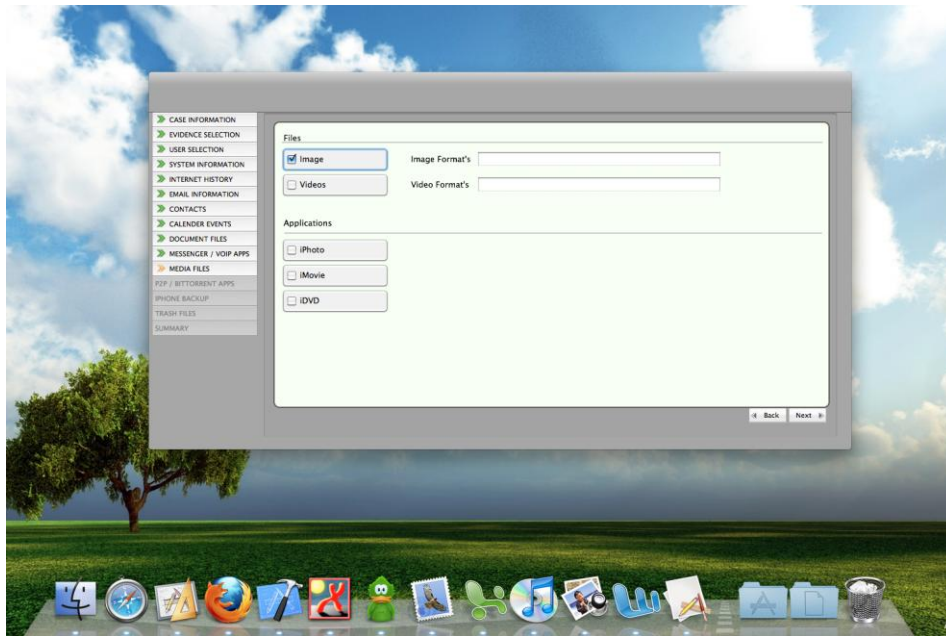 CASE INFORMATION
EVIDENCE SELECTION
USER SELECTION
SYSTEM INFORMATION
INTERNET HISTORY
EMAIL INFORMATION
CONTACTS
CALENDER EVENTS
DOCUMENT FILES
MESSENGER / VOIP APPS
MEDIA FILES
P2P / BITTORRENT APPS
IPHONE BACKUP
TRASH FILES
SUMMARY
Files
Image
Image Format's
Videos
Video Format's
Applications
iPhoto
iMovie
iDVD
Back
Next